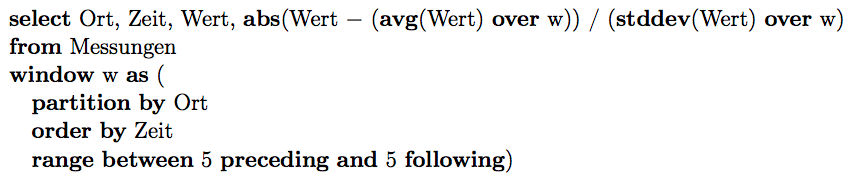 select Ort, Zeit, Wert, abs(Wert − (avg(Wert) over w)) / (stddev(Wert) over w)
from Messungen
window w as (
partition by Ort
order by Zeit
range between 5 preceding and 5 following)